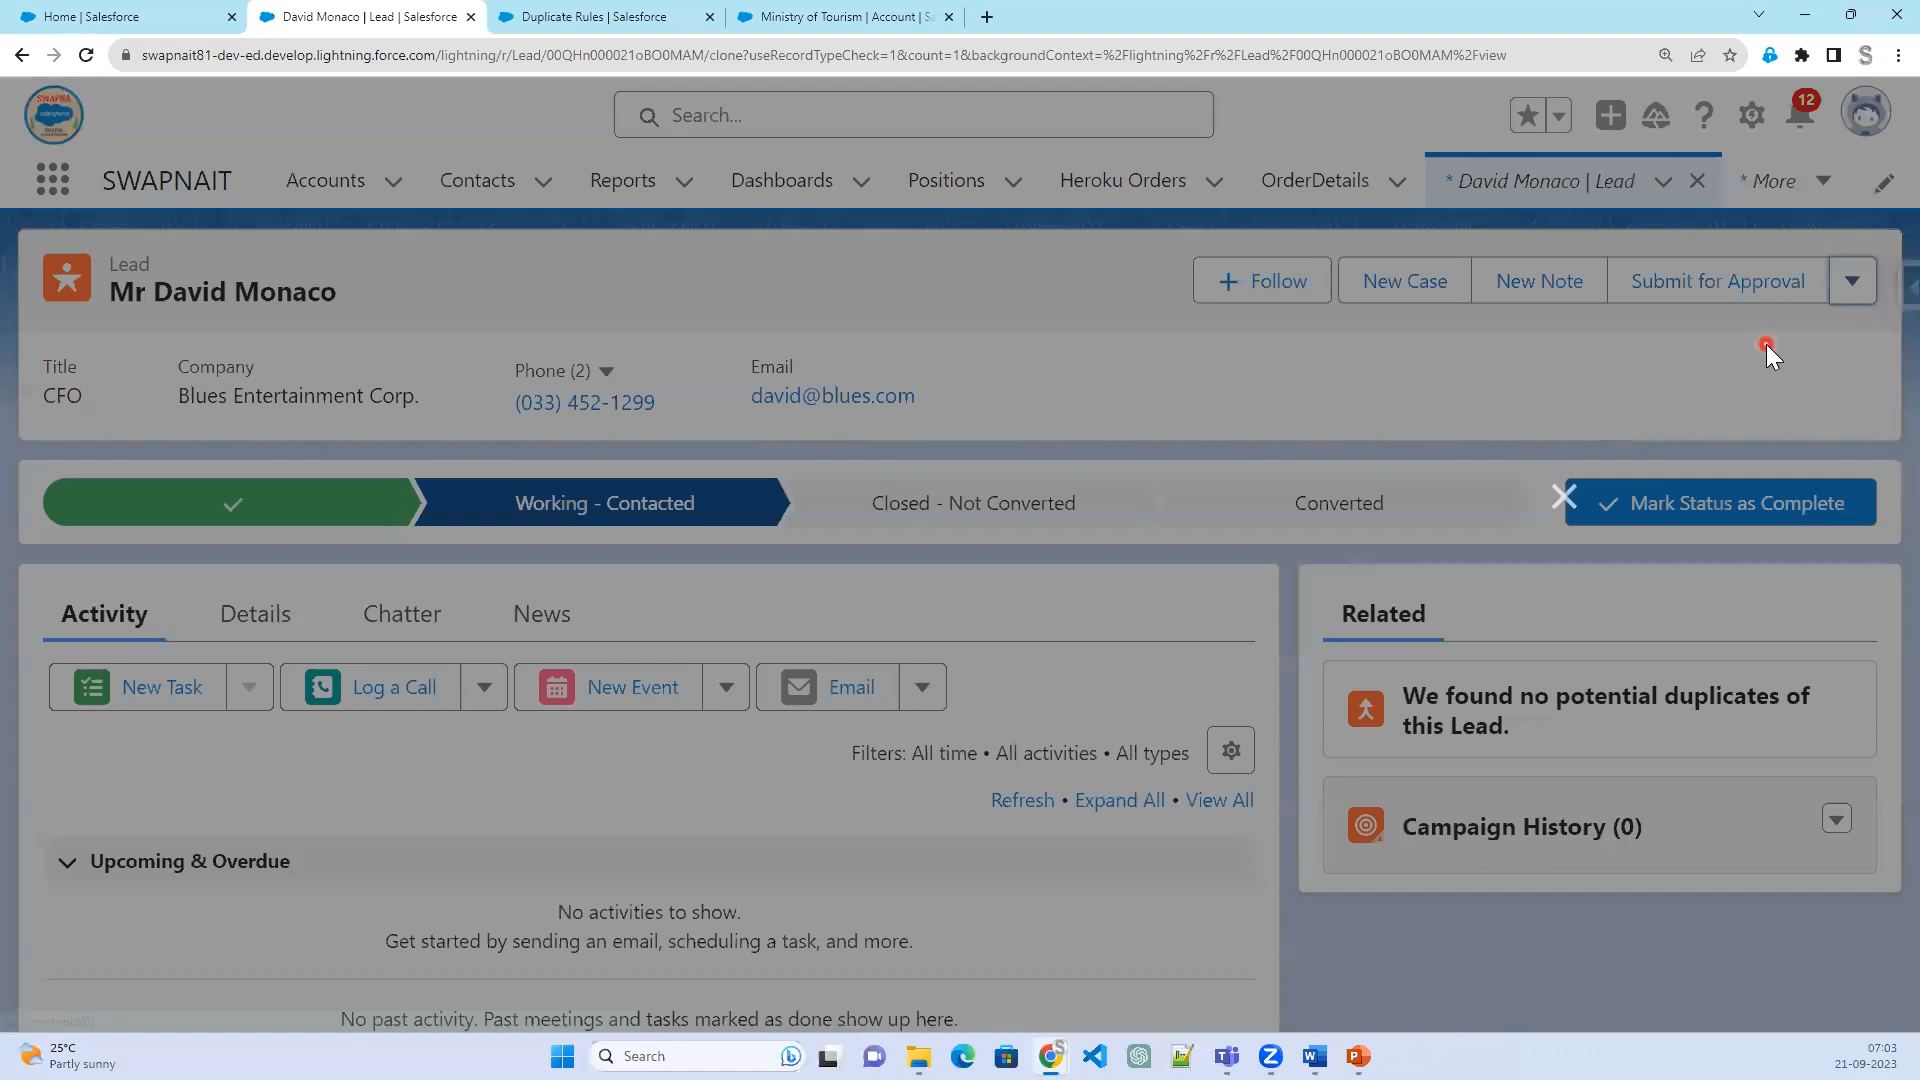 Home | Salesforce
David Monaco | Lead | Salesforce
Duplicate Rules | Salesforce
Ministry of Tourism | Account | S
swapnait81-dev-ed.develop.lightning.force.com/lightning/r/Lead/00QHn000021oBO0MAM/clone?useRecordTypeCheck=1&count=1&backgroundContext=%2Flightning%2Fr%2FLead%2F00QHn000021oBO0MAM%2Fview
S
SWAPNA
salesforce
Search...
12
SWAPNAIT
Accounts
Contacts
Reports
Dashboards
Positions
Heroku Orders
OrderDetails
* David Monaco | Lead
* More
Lead
Mr David Monaco
Follow
New Case
New Note
Submit for Approval
Title
Company
Phone (2)
Email
CFO
Blues Entertainment Corp.
(033) 452-1299
david@blues.com
Working - Contacted
Closed - Not Converted
Converted
Mark Status as Complete
Activity
Details
Chatter
News
Related
New Task
Log a Call
New Event
Email
We found no potential duplicates of
this Lead.
Filters: All time • All activities • All types
Refresh • Expand All • View All
Campaign History (0)
Upcoming & Overdue
No activities to show.
Get started by sending an email, scheduling a task, and more.
No past activity. Past meetings and tasks marked as done show up here.
25°C
Partly sunny
Search
07:03
21-09-2023